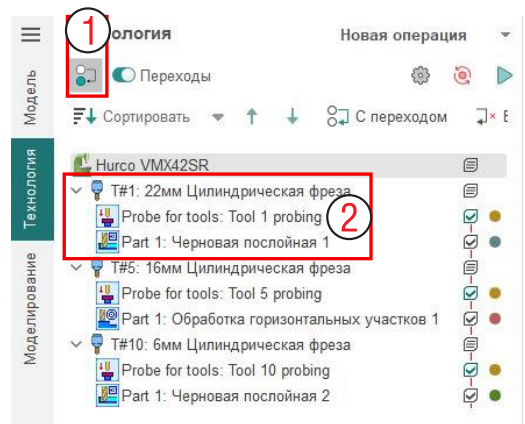 1
ология
Новая операция
Переходы
Сортировать
С переходом
Модель
Технология
Моделирование
Hurco VMX42SR
T#1: 22мм Цилиндрическая фреза
Probe for tools: Tool 1 probing
2
Part 1: Черновая послойная 1
T#5: 16мм Цилиндрическая фреза
Probe for tools: Tool 5 probing
Part 1: Обработка горизонтальных участков 1
T#10: 6мм Цилиндрическая фреза
Probe for tools: Tool 10 probing
Part 1: Черновая послойная 2